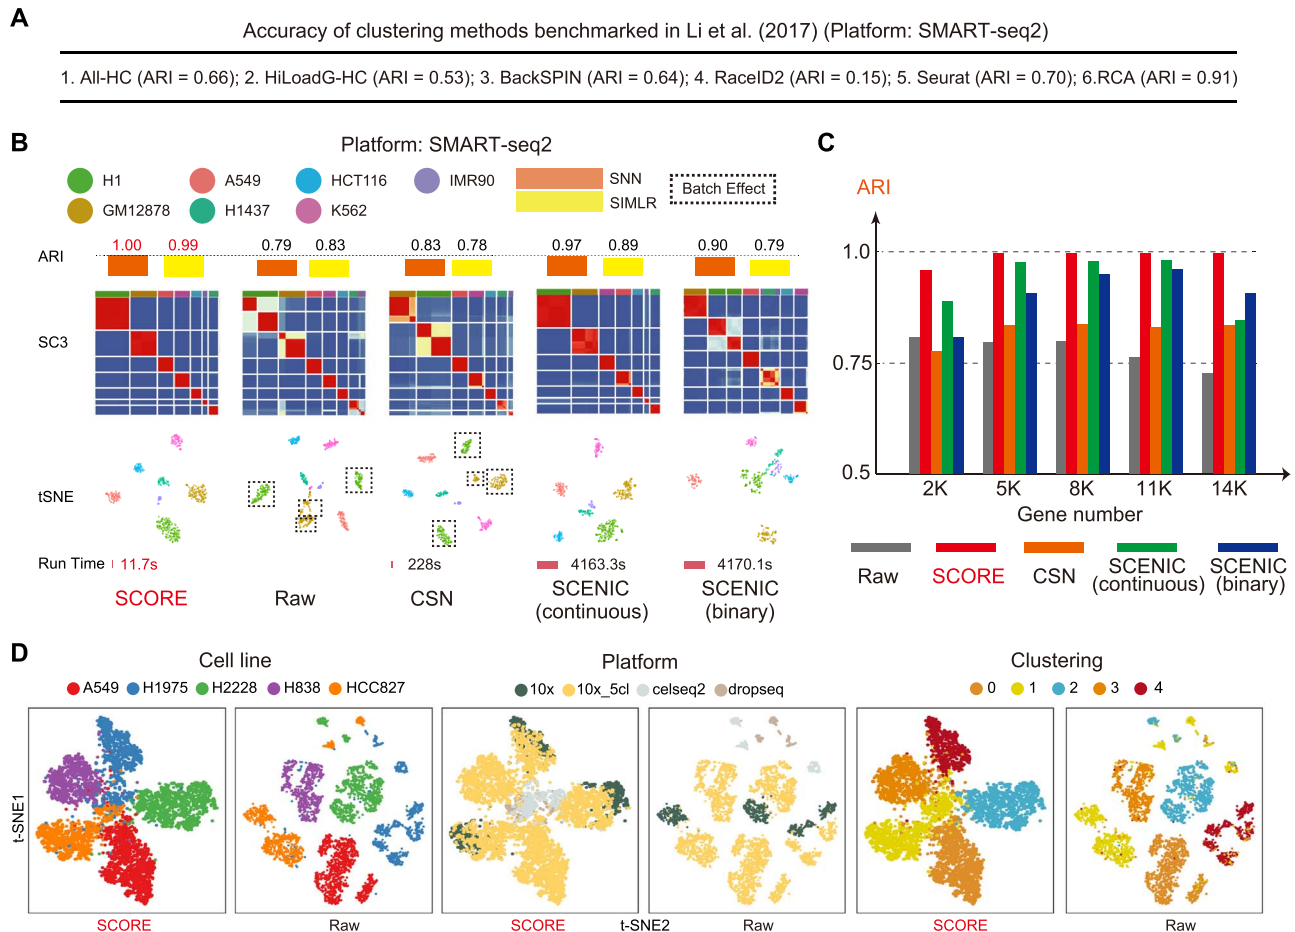 A
Accuracy of clustering methods benchmarked in Li et al. (2017) (Platform: SMART-seq2)
1. All-HC (ARI = 0.66); 2. HiLoadG-HC (ARI = 0.53); 3. BackSPIN (ARI = 0.64); 4. RaceID2 (ARI = 0.15); 5. Seurat (ARI = 0.70); 6.RCA (ARI = 0.91)
B
Platform: SMART-seq2
H1 A549 HCT116 IMR90 SNN
GM12878 H1437 K562 SIMLR
Batch Effect
ARI 1.00 0.99 0.79 0.83 0.83 0.78 0.97 0.89 0.90 0.79
SC3
tSNE
Run Time 11.7s 228s 4163.3s 4170.1s
SCORE Raw CSN SCENIC (continuous) SCENIC (binary)
C
ARI
1.0
0.75
0.5
2K 5K 8K 11K 14K
Gene number
Raw SCORE CSN SCENIC (continuous) SCENIC (binary)
D
Cell line Platform Clustering
A549 H1975 H2228 H838 HCC827 10x 10x_5cl celseq2 dropseq 0 1 2 3 4
t-SNE1
SCORE Raw SCORE t-SNE2 Raw SCORE Raw